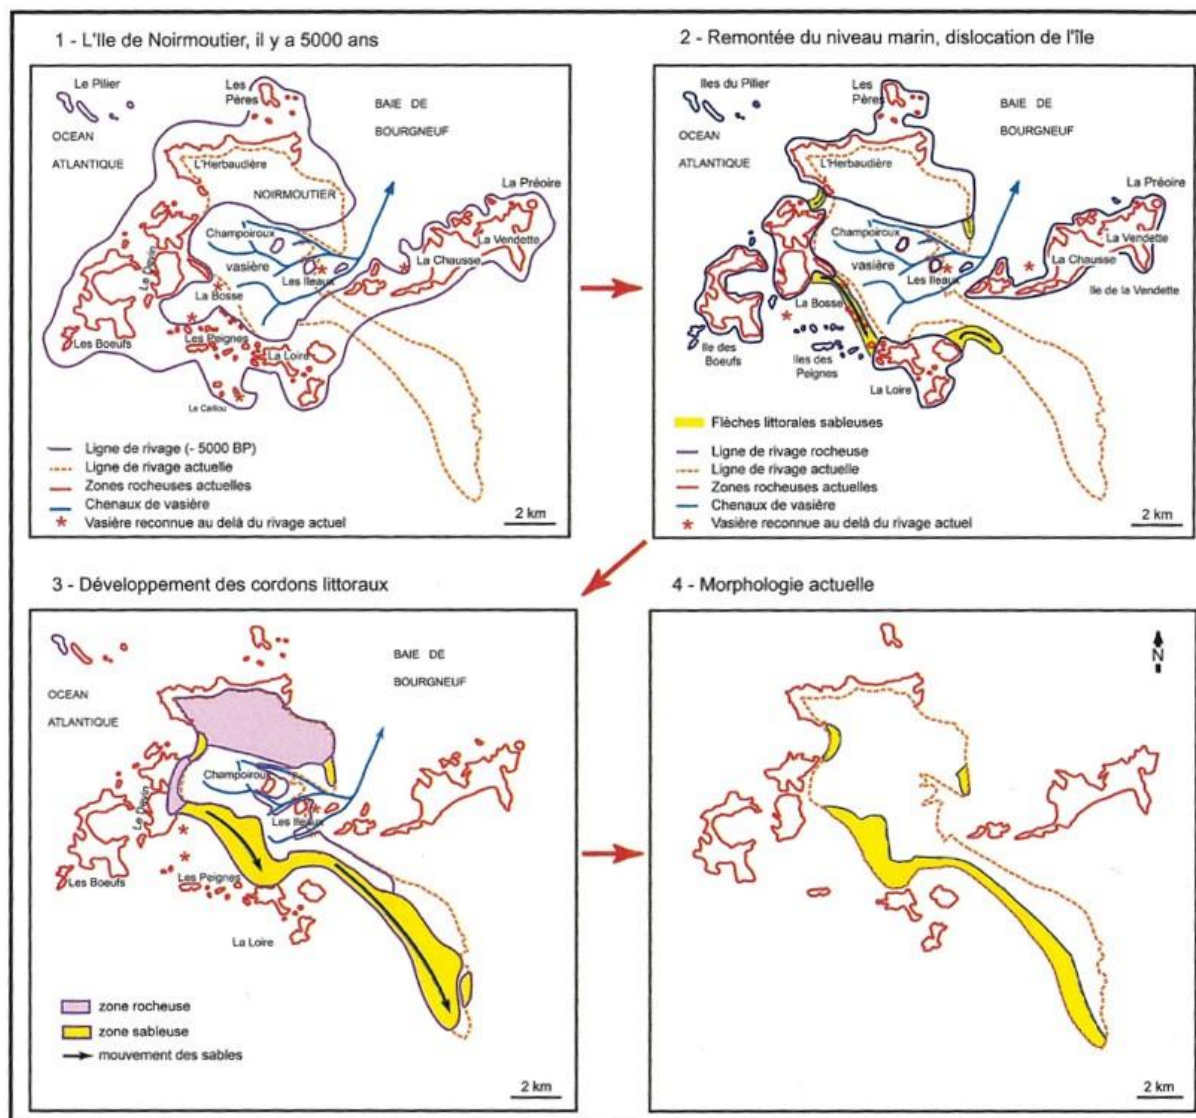 1 - L'Ile de Noirmoutier, il y a 5000 ans
Le Pilier
Les
Pères
BAIE DE
BOURGNEUF
OCEAN
ATLANTIQUE
L'Herbaudière
NOIRMOUTIER
La Préoire
Champoiroux
La Vendette
La Chausse
vasière
Le Devin
Les Ileaux
La Bosse
Les Boeufs
Les Peignes
La Loire
Le Caillou
Ligne de rivage (- 5000 BP)
Ligne de rivage actuelle
Zones rocheuses actuelles
Chenaux de vasière
* Vasière reconnue au delà du rivage actuel
2 km
2 - Remontée du niveau marin, dislocation de l'île
Iles du Pilier
Les
Pères
BAIE DE
BOURGNEUF
OCEAN
ATLANTIQUE
L'Herbaudière
La Préoire
Champoiroux
La Vendette
La Chausse
vasière
Les Ileaux
Ile de la Vendette
La Bosse
Ile des
Boeufs
Iles des
Peignes
La Loire
Flèches littorales sableuses
Ligne de rivage rocheuse
Ligne de rivage actuelle
Zones rocheuses actuelles
Chenaux de vasière
* Vasière reconnue au delà du rivage actuel
2 km
3 - Développement des cordons littoraux
BAIE DE
BOURGNEUF
OCEAN
ATLANTIQUE
Champoiroux
Le Devin
Les Ileaux
Les Boeufs
Les Peignes
La Loire
zone rocheuse
zone sableuse
mouvement des sables
2 km
4 - Morphologie actuelle
N
2 km